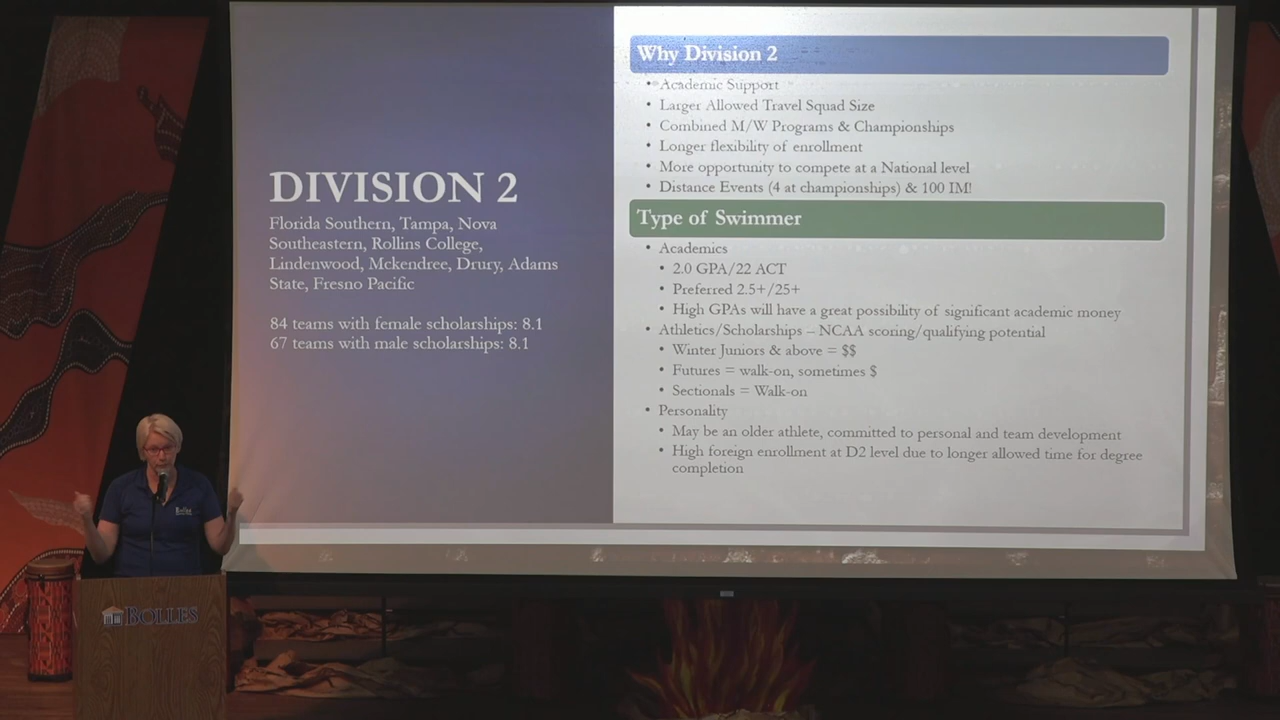 DIVISION 2
Florida Southern, Tampa, Nova
Southeastern, Rollins College,
Lindenwood, Mckendree, Drury, Adams
State, Fresno Pacific
84 teams with female scholarships: 8.1
67 teams with male scholarships: 8.1
Why Division 2
• Academic Support
• Larger Allowed Travel Squad Size
• Combined M/W Programs & Championships
• Longer flexibility of enrollment
• More opportunity to compete at a National level
• Distance Events (4 at championships) & 100 IM!
Type of Swimmer
• Academics
• 2.0 GPA/22 ACT
• Preferred 2.5+/25+
• High GPAs will have a great possibility of significant academic money
• Athletics/Scholarships – NCAA scoring/qualifying potential
• Winter Juniors & above = $$
• Futures = walk-on, sometimes $
• Sectionals = Walk-on
• Personality
• May be an older athlete, committed to personal and team development
• High foreign enrollment at D2 level due to longer allowed time for degree
completion
Bolles
BOLLES